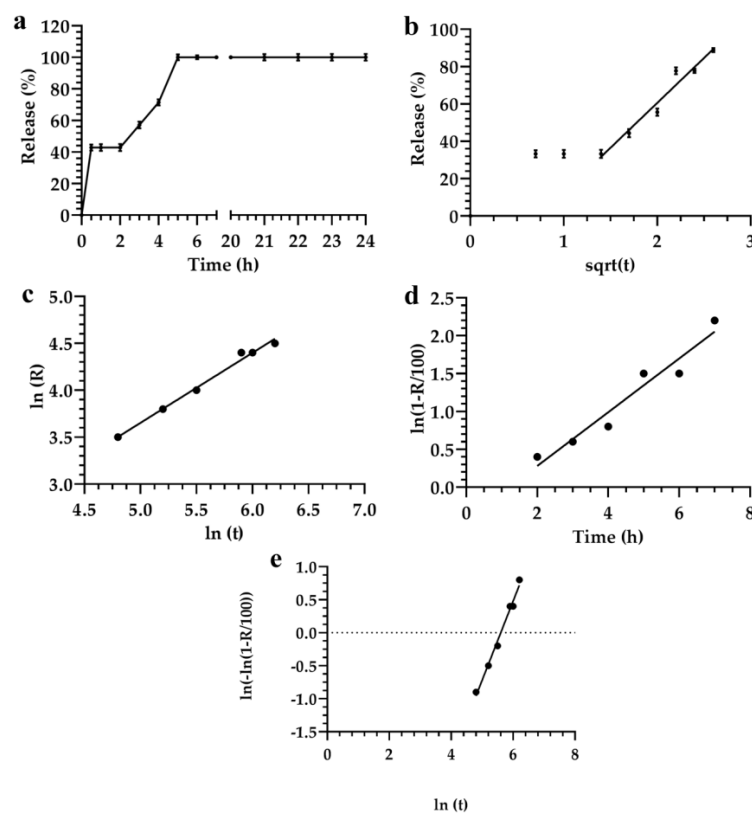 a
Release (%)
120
100
80
60
40
20
0
0 2 4 6 20 21 22 23 24
Time (h)
b
Release (%)
100
80
60
40
20
0
0 1 2 3
sqrt(t)
c
ln (R)
5.0
4.5
4.0
3.5
3.0
4.5 5.0 5.5 6.0 6.5 7.0
ln (t)
d
ln(1-R/100)
2.5
2.0
1.5
1.0
0.5
0.0
0 2 4 6 8
Time (h)
e
ln(-ln(1-R/100))
1.0
0.5
0.0
-0.5
-1.0
-1.5
0 2 4 6 8
ln (t)